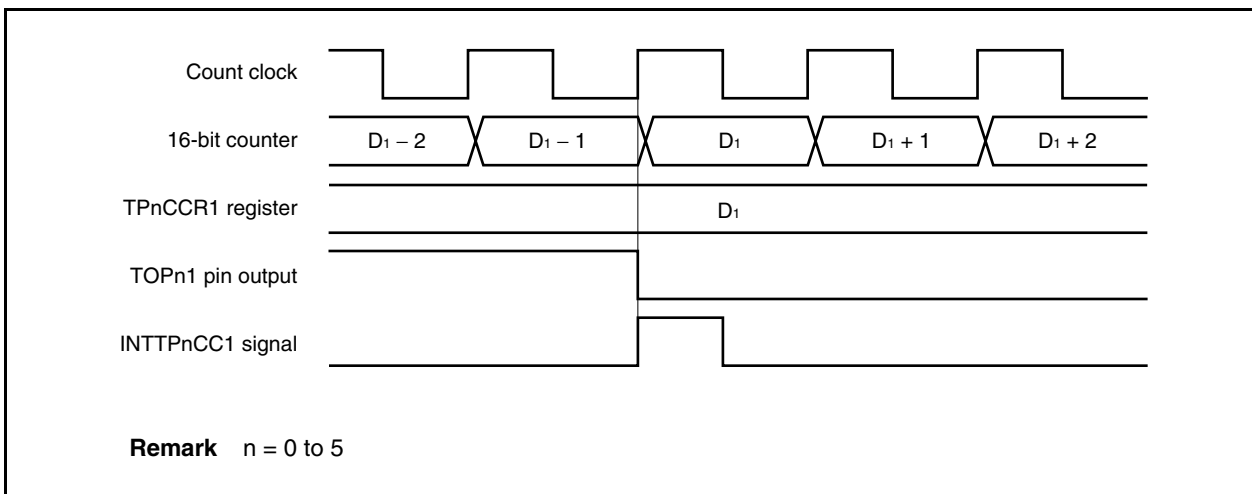 Count clock
16-bit counter D₁ – 2 D₁ – 1 D₁ D₁ + 1 D₁ + 2
TPnCCR1 register D₁
TOPn1 pin output
INTTPnCC1 signal
Remark n = 0 to 5